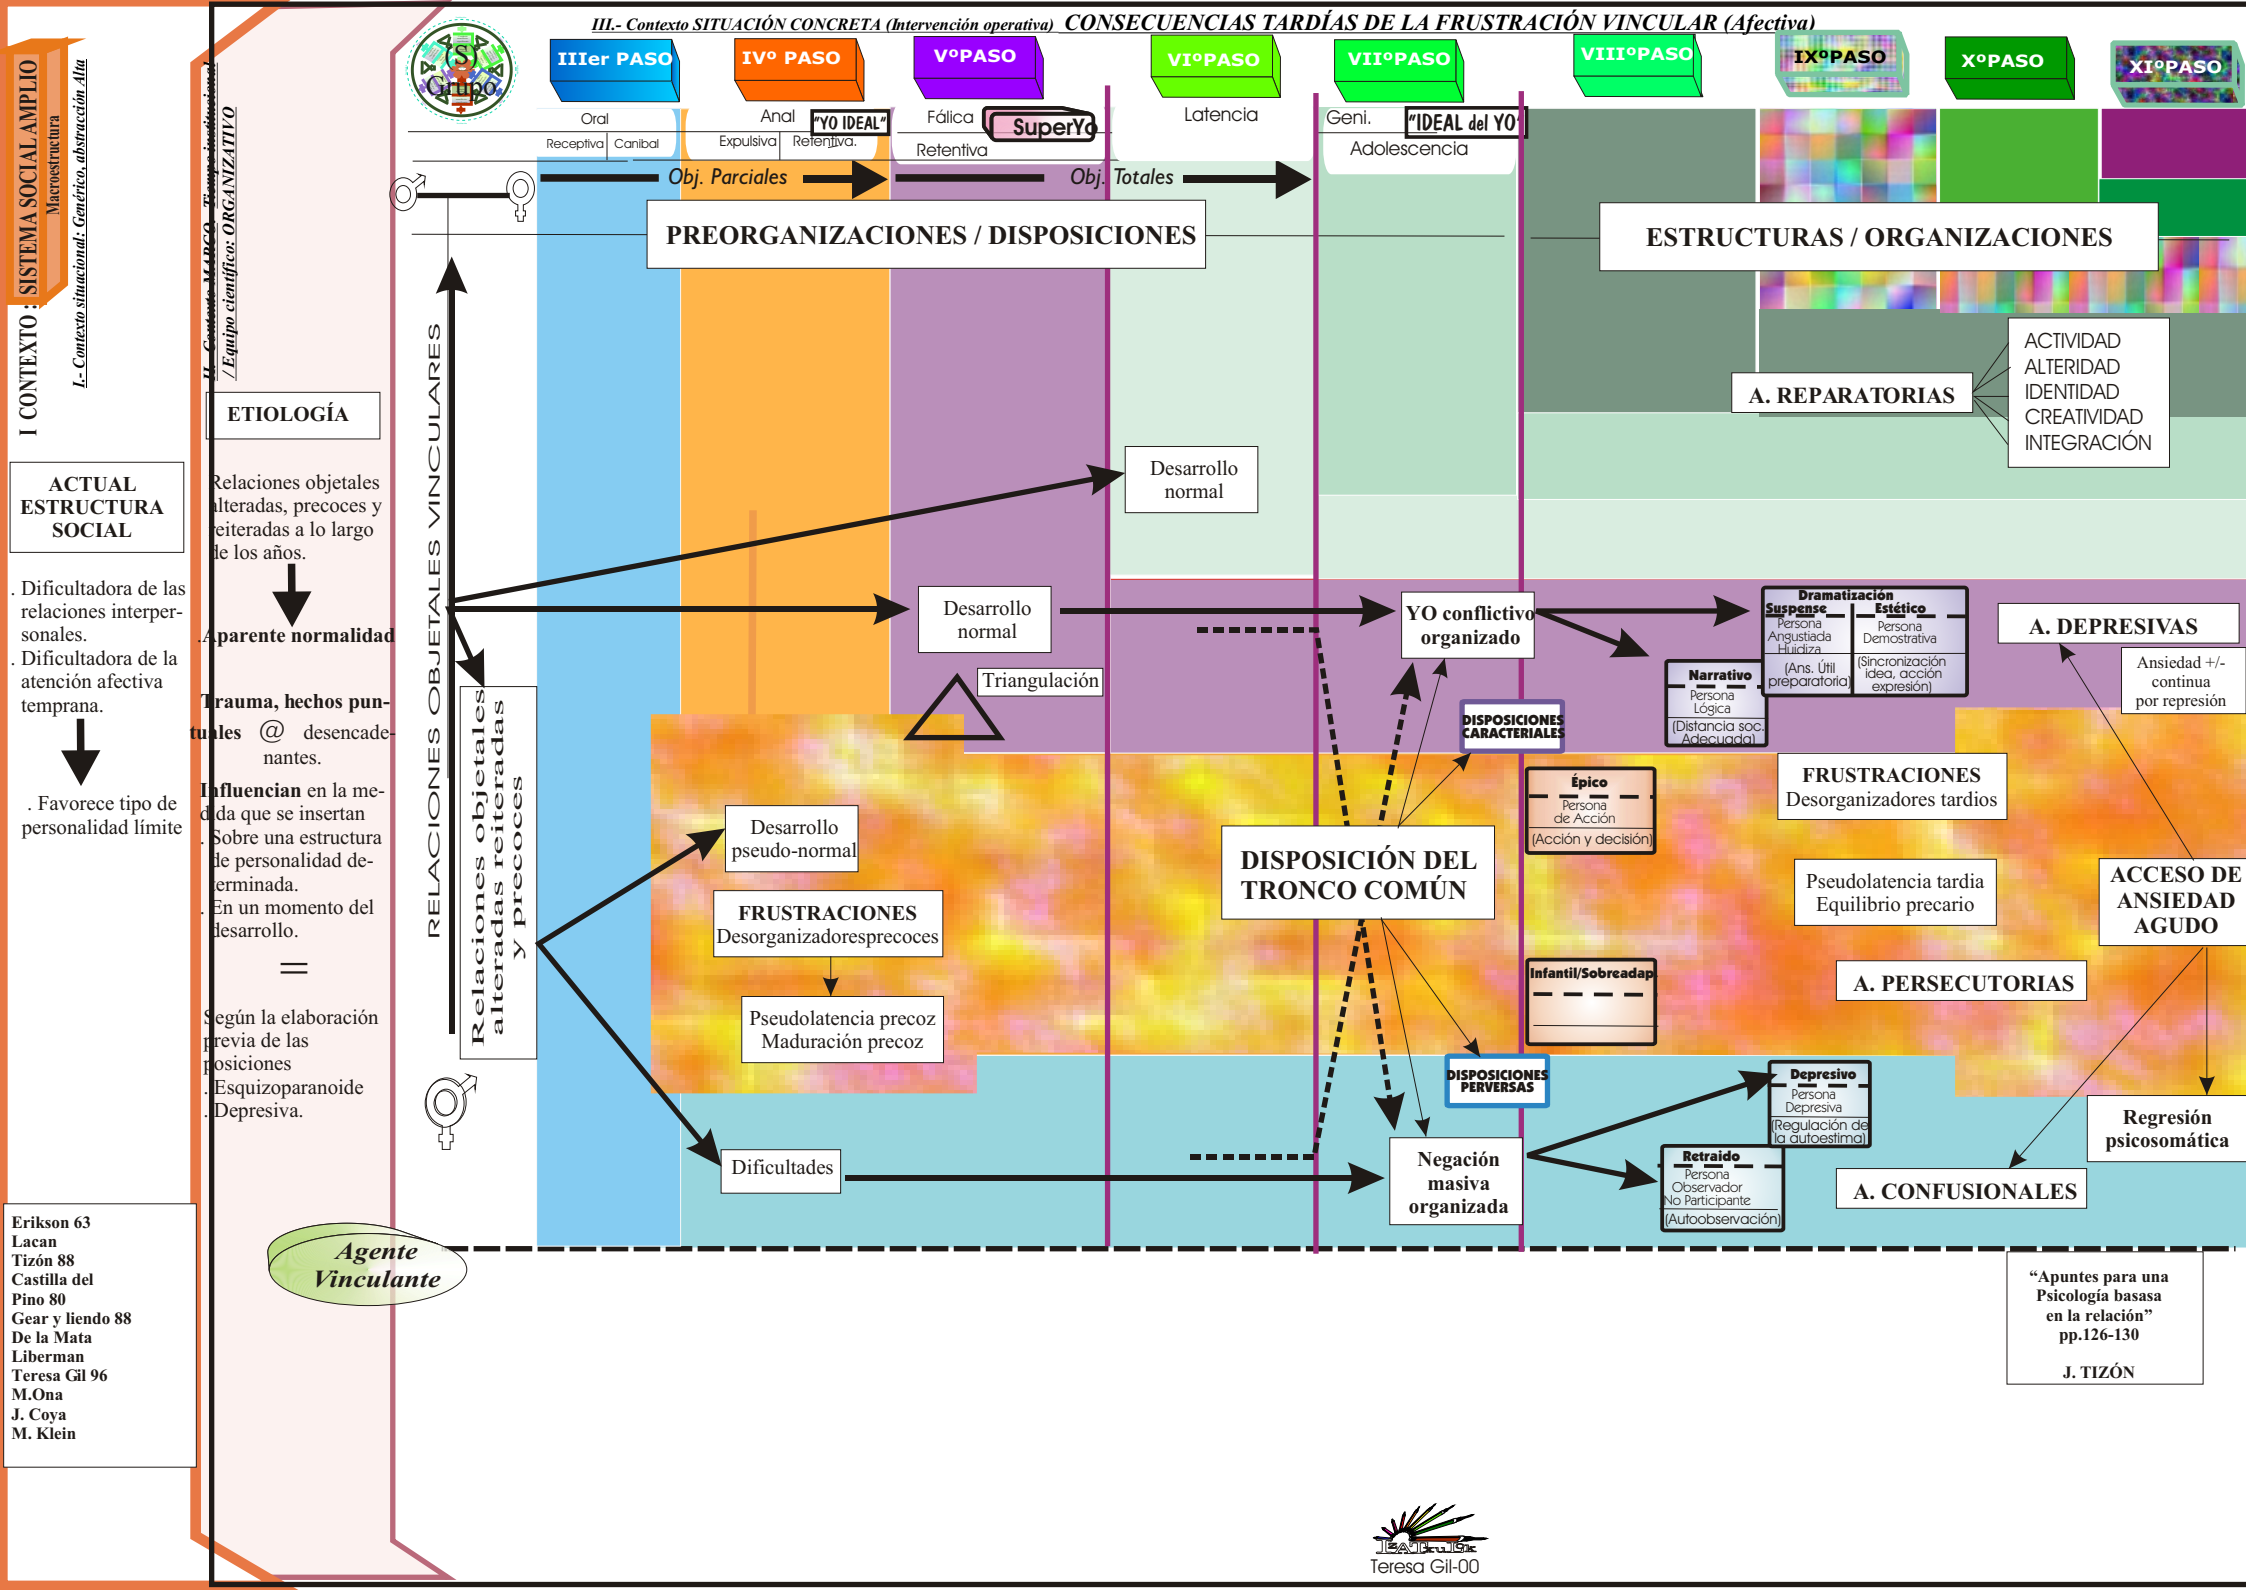 III.- Contexto SITUACIÓN CONCRETA (Intervención operativa) CONSECUENCIAS TARDÍAS DE LA FRUSTRACIÓN VINCULAR (Afectiva)
I CONTEXTO : SISTEMA SOCIAL AMPLIO
Macroestructura
I.- Contexto situacional: Genérico, abstracción Alta
II.- Contexto MARCO: Tiempo institucional
/ Equipo científico: ORGANIZATIVO
(S)
Grupo
IIIer PASO
IVº PASO
VºPASO
VIºPASO
VIIºPASO
VIIIºPASO
IXºPASO
XºPASO
XIºPASO
Oral
Receptiva
Canibal
Anal
"YO IDEAL"
Expulsiva
Retentiva.
Fálica
SuperYo
Retentiva
Latencia
Geni.
"IDEAL del YO"
Adolescencia
Obj. Parciales
Obj. Totales
PREORGANIZACIONES / DISPOSICIONES
ESTRUCTURAS / ORGANIZACIONES
A. REPARATORIAS
ACTIVIDAD
ALTERIDAD
IDENTIDAD
CREATIVIDAD
INTEGRACIÓN
ACTUAL
ESTRUCTURA
SOCIAL
. Dificultadora de las
relaciones interper-
sonales.
. Dificultadora de la
atención afectiva
temprana.
. Favorece tipo de
personalidad límite
ETIOLOGÍA
Relaciones objetales
alteradas, precoces y
reiteradas a lo largo
de los años.
.Aparente normalidad
Trauma, hechos pun-
tuales @ desencade-
nantes.
Influencian en la me-
dida que se insertan
. Sobre una estructura
de personalidad de-
terminada.
. En un momento del
desarrollo.
=
Según la elaboración
previa de las
posiciones
. Esquizoparanoide
. Depresiva.
RELACIONES OBJETALES VINCULARES
Relaciones objetales
alteradas reiteradas
y precoces
Desarrollo
normal
Desarrollo
normal
Triangulación
YO conflictivo
organizado
Dramatización
Suspense
Persona
Angustiada
Huidiza
(Ans. Útil
preparatoria)
Estético
Persona
Demostrativa
(Sincronización
idea, acción
expresión)
Narrativo
Persona
Lógica
(Distancia soc.
Adecuada)
A. DEPRESIVAS
Ansiedad +/-
continua
por represión
DISPOSICIONES
CARACTERIALES
Épico
Persona
de Acción
(Acción y decisión)
FRUSTRACIONES
Desorganizadores tardios
Desarrollo
pseudo-normal
FRUSTRACIONES
Desorganizadoresprecoces
Pseudolatencia precoz
Maduración precoz
DISPOSICIÓN DEL
TRONCO COMÚN
Pseudolatencia tardia
Equilibrio precario
ACCESO DE
ANSIEDAD
AGUDO
Infantil/Sobreadap.
A. PERSECUTORIAS
DISPOSICIONES
PERVERSAS
Depresivo
Persona
Depresiva
(Regulación de
la autoestima)
Regresión
psicosomática
Dificultades
Negación
masiva
organizada
Retraido
Persona
Observador
No Participante
(Autoobservación)
A. CONFUSIONALES
Agente
Vinculante
Erikson 63
Lacan
Tizón 88
Castilla del
Pino 80
Gear y liendo 88
De la Mata
Liberman
Teresa Gil 96
M.Ona
J. Coya
M. Klein
“Apuntes para una
Psicología basasa
en la relación”
pp.126-130
J. TIZÓN
Teresa Gil-00